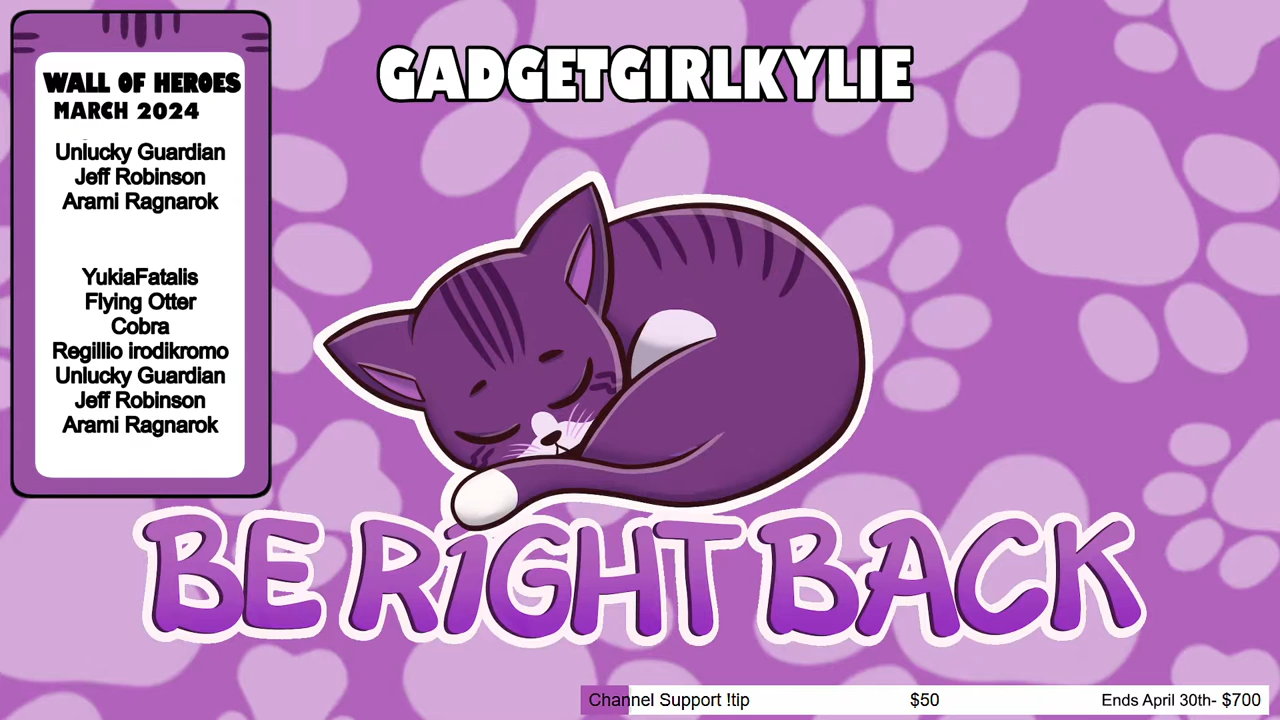 WALL OF HEROES
MARCH 2024
Unlucky Guardian
Jeff Robinson
Arami Ragnarok
YukiaFatalis
Flying Otter
Cobra
Regillio irodikromo
Unlucky Guardian
Jeff Robinson
Arami Ragnarok
GADGETGIRLKYLIE
BE RiGHT BACK
Channel Support !tip $50 Ends April 30th- $700